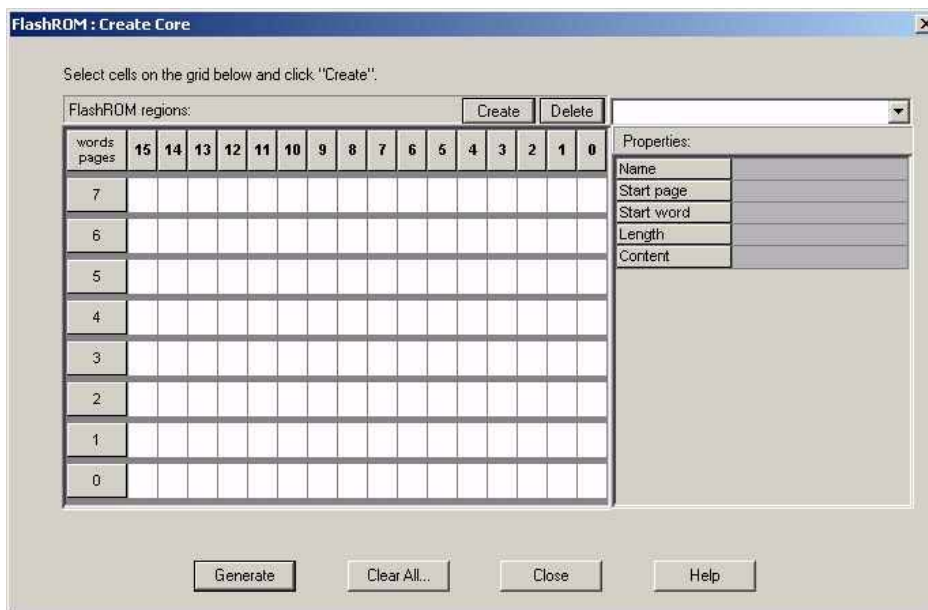 FlashROM : Create Core
Select cells on the grid below and click "Create".
FlashROM regions:
Create
Delete
words
pages
15 14 13 12 11 10 9 8 7 6 5 4 3 2 1 0
7
6
5
4
3
2
1
0
Properties:
Name
Start page
Start word
Length
Content
Generate
Clear All...
Close
Help